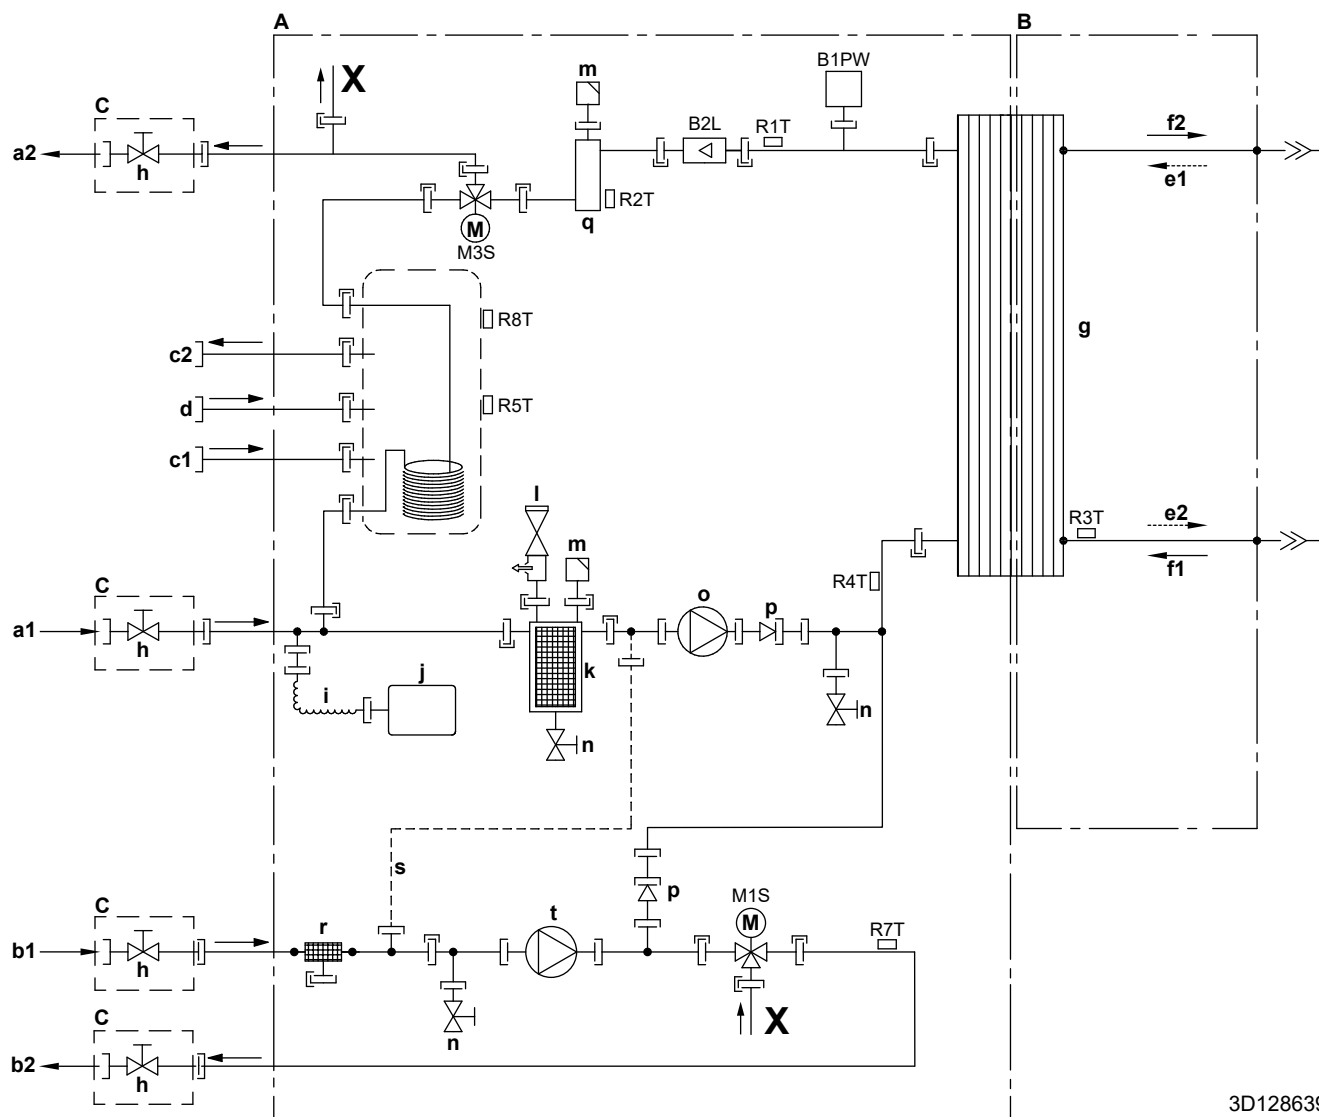 A B
X m B1PW
C B2L R1T f2
a2 h e1
R2T
M q
M3S
R8T g
c2
d R5T
c1
l R3T e2
m
C R4T f1
o p
a1 h
k
i j n n
s
p M1S
C r t M R7T
b1 h
X
C n
b2 h
3D128639